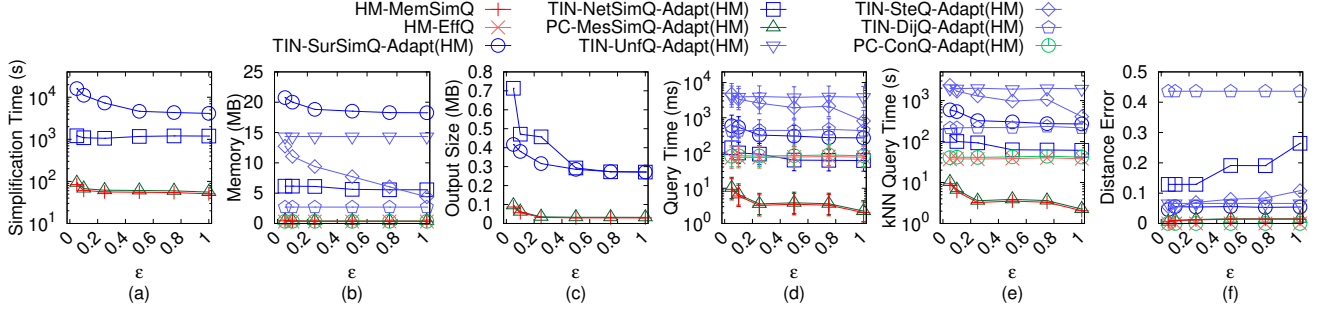 HM-MemSimQ
HM-EffQ
TIN-SurSimQ-Adapt(HM)
TIN-NetSimQ-Adapt(HM)
PC-MesSimQ-Adapt(HM)
TIN-UnfQ-Adapt(HM)
TIN-SteQ-Adapt(HM)
TIN-DijQ-Adapt(HM)
PC-ConQ-Adapt(HM)
Simplification Time (s)
10^4
10^3
10^2
10^1
0 0.2 0.4 0.6 0.8 1
ε
(a)
Memory (MB)
25
20
15
10
5
0
0 0.2 0.4 0.6 0.8 1
ε
(b)
Output Size (MB)
0.8
0.7
0.6
0.5
0.4
0.3
0.2
0.1
0
0 0.2 0.4 0.6 0.8 1
ε
(c)
Query Time (ms)
10^4
10^3
10^2
10^1
10^0
0 0.2 0.4 0.6 0.8 1
ε
(d)
kNN Query Time (s)
10^3
10^2
10^1
10^0
0 0.2 0.4 0.6 0.8 1
ε
(e)
Distance Error
0.5
0.4
0.3
0.2
0.1
0
0 0.2 0.4 0.6 0.8 1
ε
(f)